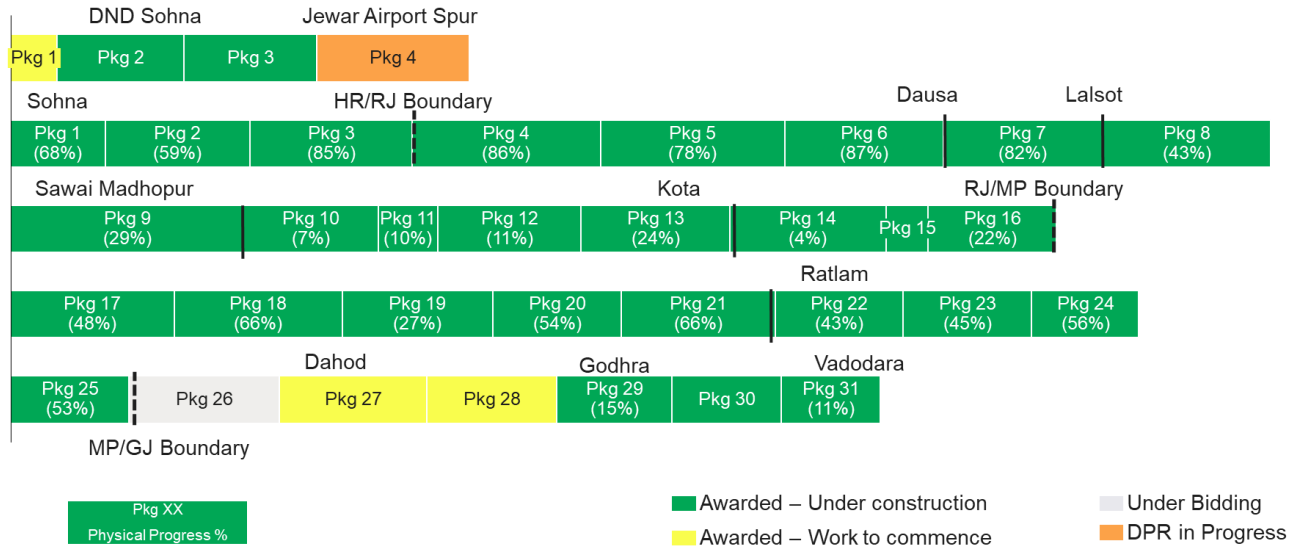 DND Sohna Jewar Airport Spur
Pkg 1 Pkg 2 Pkg 3 Pkg 4
Sohna HR/RJ Boundary Dausa Lalsot
Pkg 1 Pkg 2 Pkg 3 Pkg 4 Pkg 5 Pkg 6 Pkg 7 Pkg 8
(68%) (59%) (85%) (86%) (78%) (87%) (82%) (43%)
Sawai Madhopur Kota RJ/MP Boundary
Pkg 9 Pkg 10 Pkg 11 Pkg 12 Pkg 13 Pkg 14 Pkg 15 Pkg 16
(29%) (7%) (10%) (11%) (24%) (4%) (22%)
Ratlam
Pkg 17 Pkg 18 Pkg 19 Pkg 20 Pkg 21 Pkg 22 Pkg 23 Pkg 24
(48%) (66%) (27%) (54%) (66%) (43%) (45%) (56%)
Dahod Godhra Vadodara
Pkg 25 Pkg 26 Pkg 27 Pkg 28 Pkg 29 Pkg 30 Pkg 31
(53%) (15%) (11%)
MP/GJ Boundary
Pkg XX
Physical Progress %
Awarded – Under construction
Awarded – Work to commence
Under Bidding
DPR in Progress